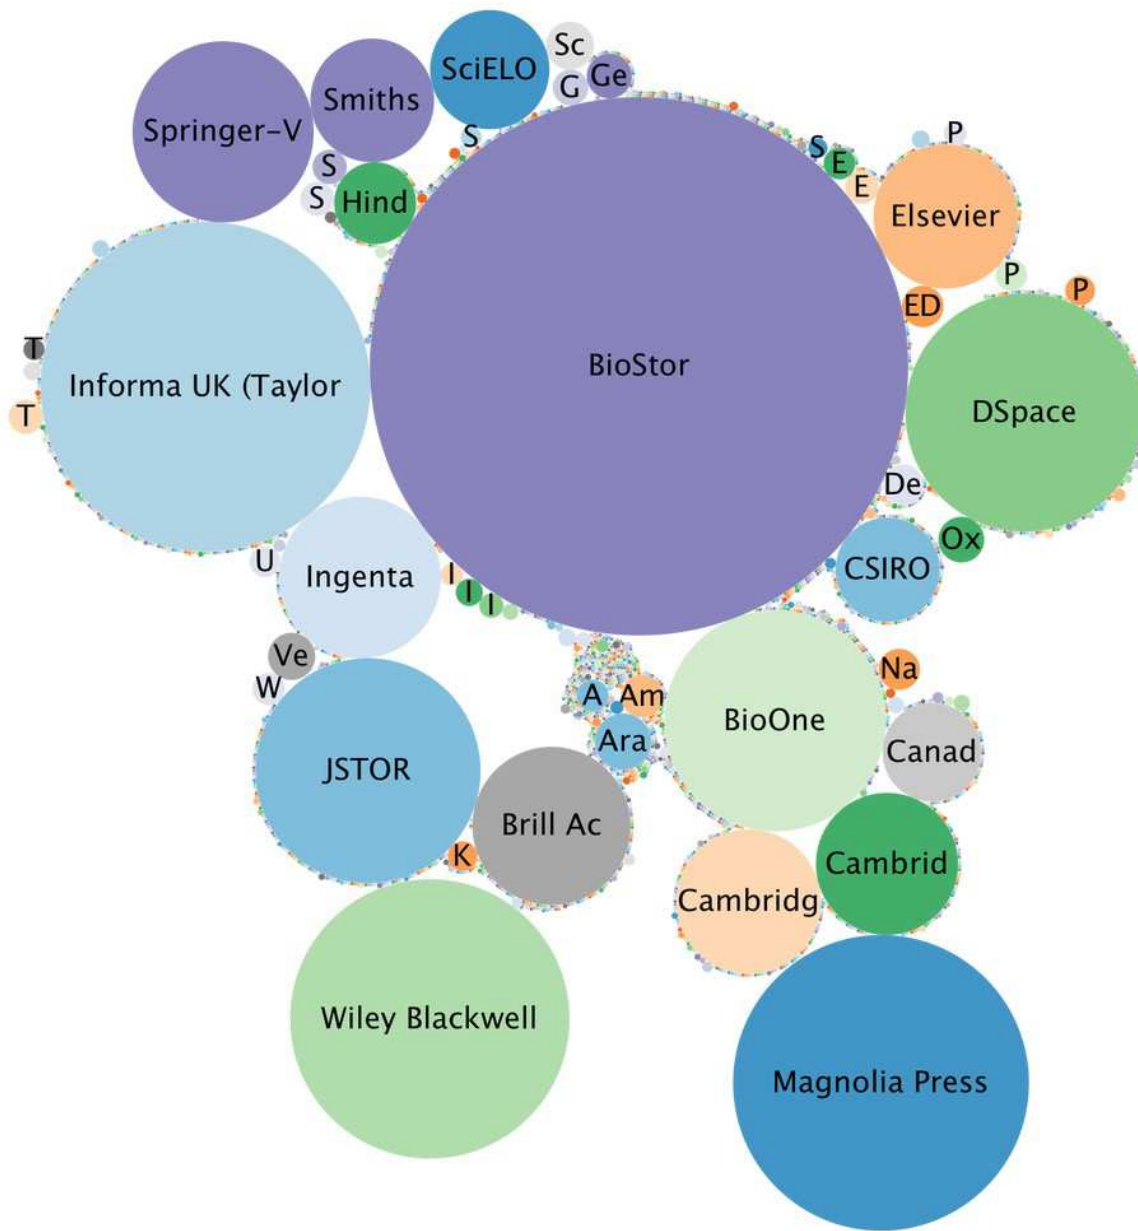 Sc
SciELO
Ge
G
Smiths
Springer-V
S
S
E
P
S
E
S
Hind
Elsevier
P
P
ED
T
BioStor
Informa UK (Taylor
T
DSpace
De
Ox
U
Ingenta
I
I
I
CSIRO
Ve
W
Na
A
Am
BioOne
Ara
Canad
JSTOR
Brill Ac
K
Cambrid
Cambridg
Wiley Blackwell
Magnolia Press